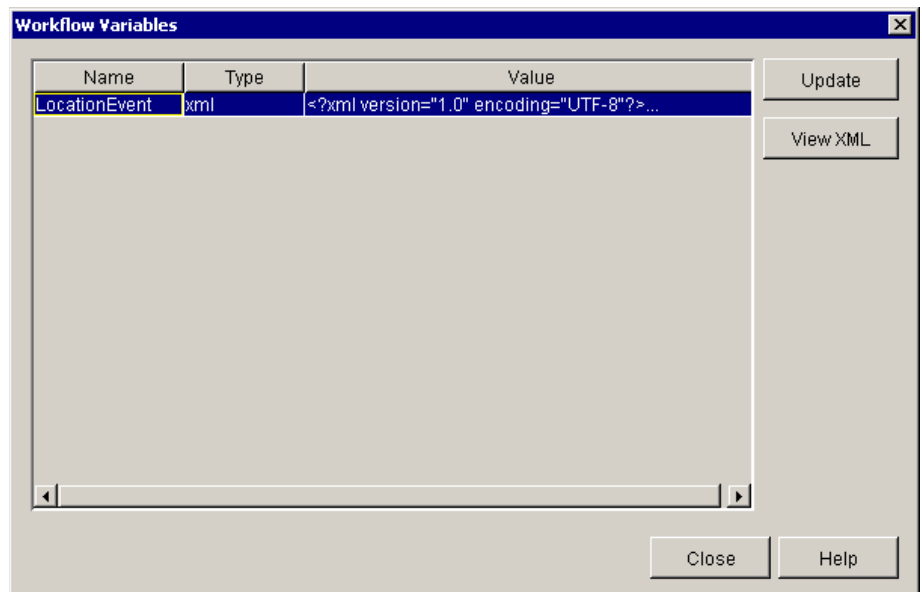 Workflow Variables
Name Type Value Update
LocationEvent xml <?xml version="1.0" encoding="UTF-8"?>...
View XML
Close Help